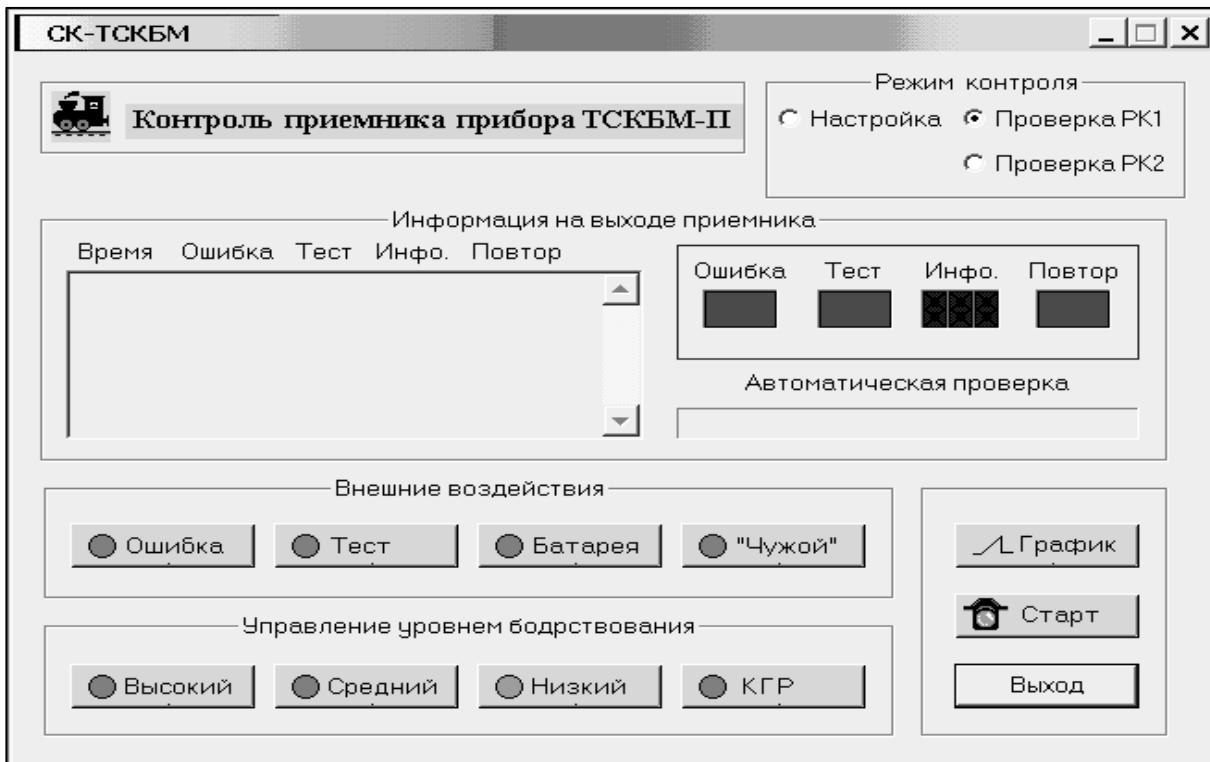 СК-ТСКБМ
Контроль приемника прибора ТСКБМ-П
Режим контроля
Настройка Проверка РК1
Проверка РК2
Информация на выходе приемника
Время Ошибка Тест Инфо. Повтор
Ошибка Тест Инфо. Повтор
Автоматическая проверка
Внешние воздействия
Ошибка Тест Батарея "Чужой"
График
Старт
Управление уровнем бодрствования
Высокий Средний Низкий КГР
Выход